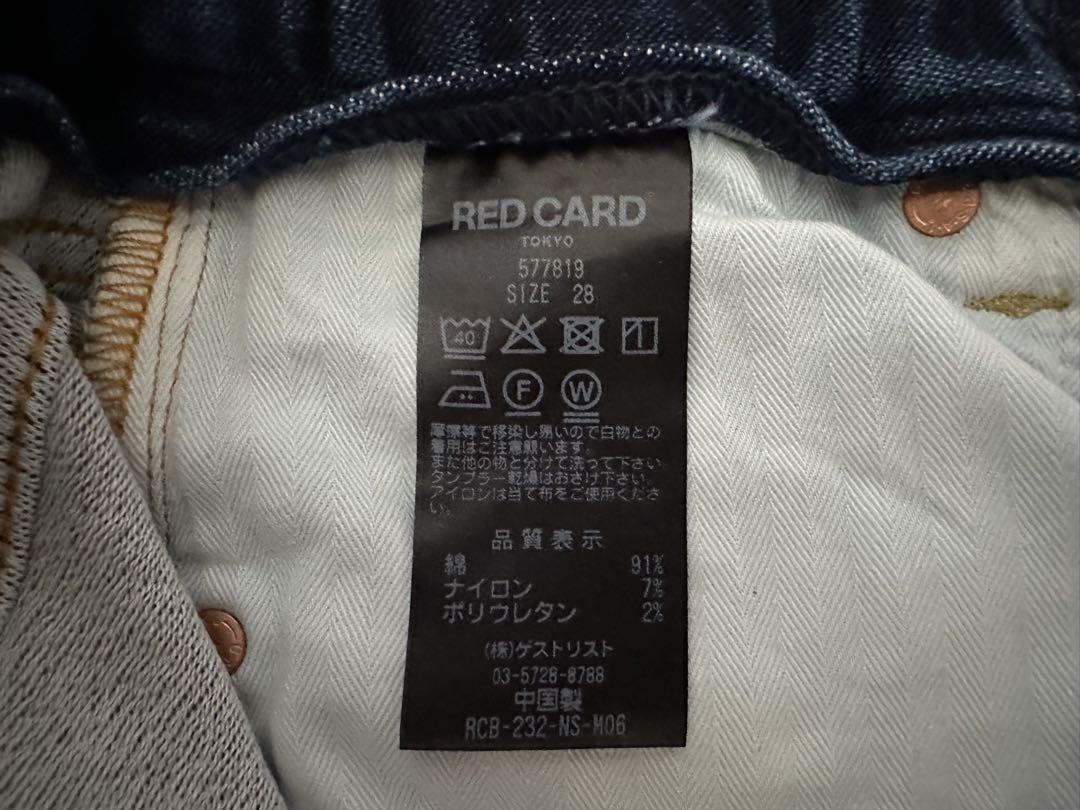 RED CARD
TOKYO
577819
SIZE 28
40
F W
摩擦等で移染し易いので白物との
着用はご注意願います。
また他の物と分けて洗って下さい
タンブラー乾燥はおさけ下さい。
アイロンは当て布をご使用くださ
い。
品質表示
綿 91%
ナイロン 7%
ポリウレタン 2%
(株)ゲストリスト
03-5728-8788
中国製
RCB-232-NS-M06